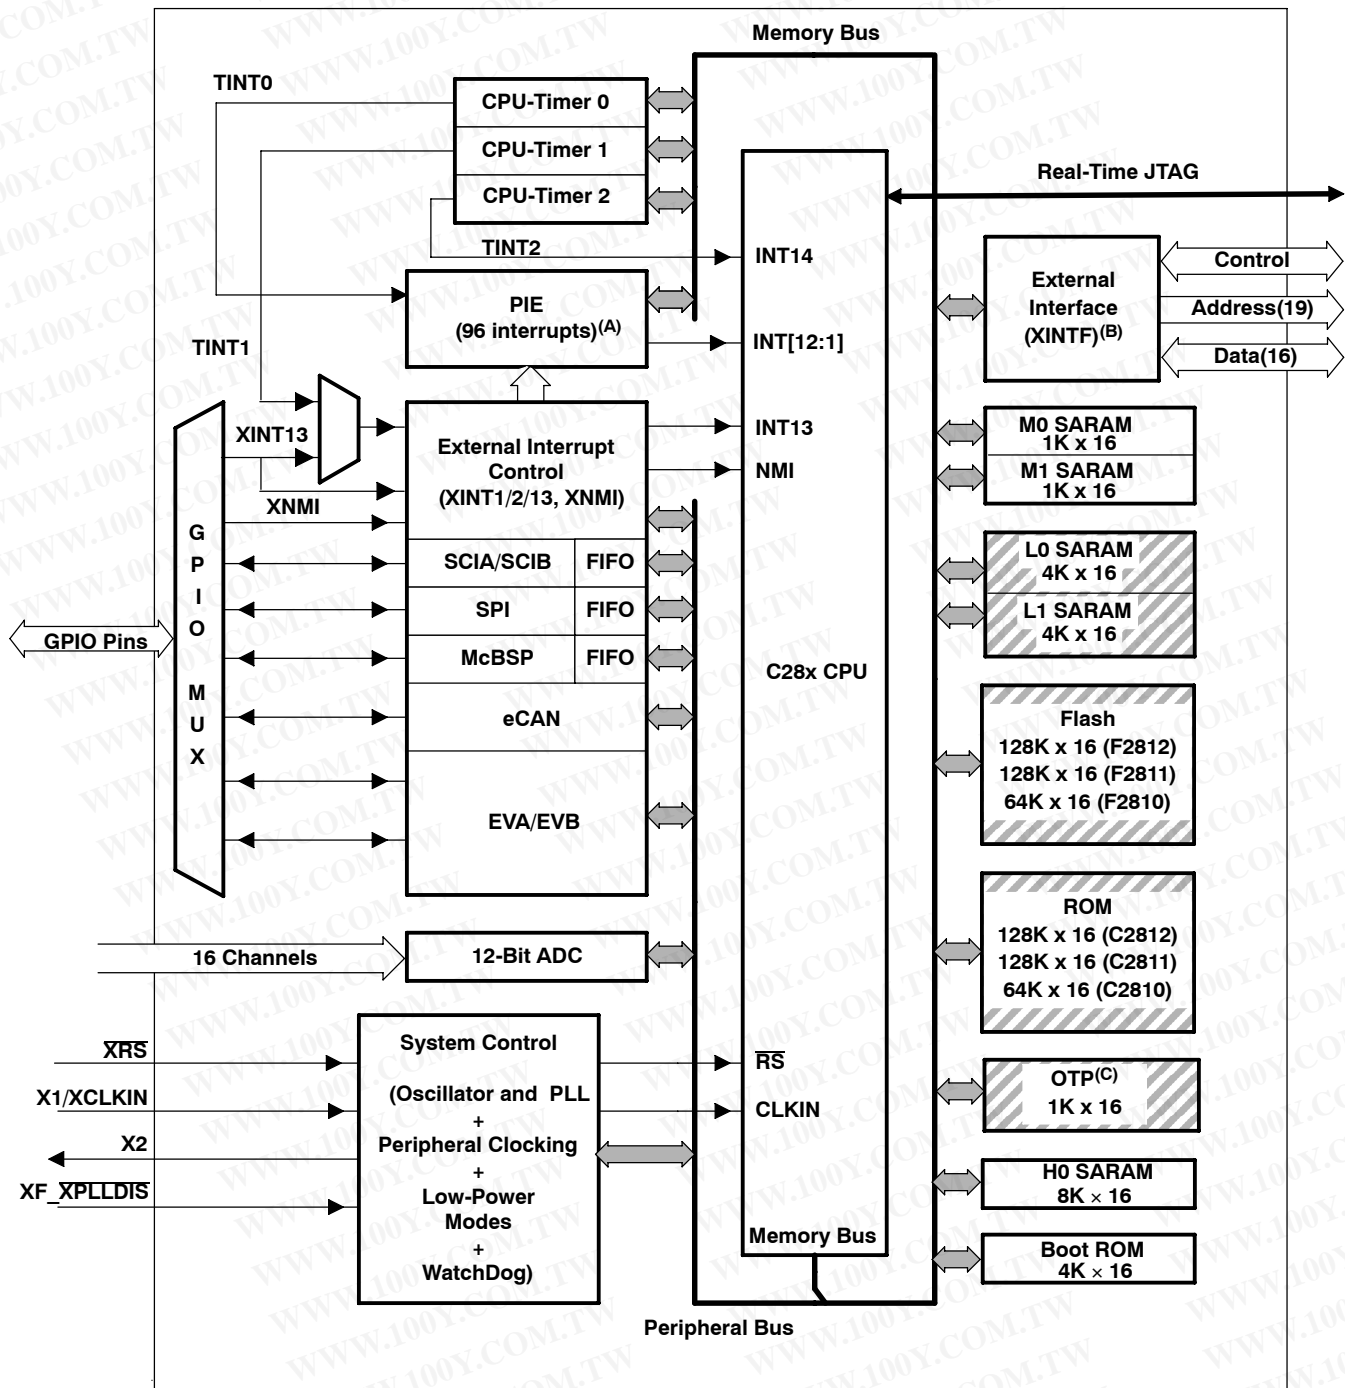 Memory Bus
TINT0
CPU-Timer 0
CPU-Timer 1
CPU-Timer 2
Real-Time JTAG
TINT2
INT14
PIE
(96 interrupts)(A)
INT[12:1]
External
Interface
(XINTF)(B)
Control
Address(19)
Data(16)
TINT1
XINT13
XNMI
External Interrupt
Control
(XINT1/2/13, XNMI)
INT13
NMI
M0 SARAM
1K x 16
M1 SARAM
1K x 16
GPIO MUX
GPIO Pins
SCIA/SCIB
FIFO
SPI
FIFO
McBSP
FIFO
eCAN
EVA/EVB
C28x CPU
L0 SARAM
4K x 16
L1 SARAM
4K x 16
Flash
128K x 16 (F2812)
128K x 16 (F2811)
64K x 16 (F2810)
ROM
128K x 16 (C2812)
128K x 16 (C2811)
64K x 16 (C2810)
16 Channels
12-Bit ADC
XRS
X1/XCLKIN
X2
XF_XPLLDIS
System Control
(Oscillator and PLL
+
Peripheral Clocking
+
Low-Power
Modes
+
WatchDog)
RS
CLKIN
OTP(C)
1K x 16
H0 SARAM
8K × 16
Boot ROM
4K × 16
Memory Bus
Peripheral Bus
WWW.100Y.COM.TW